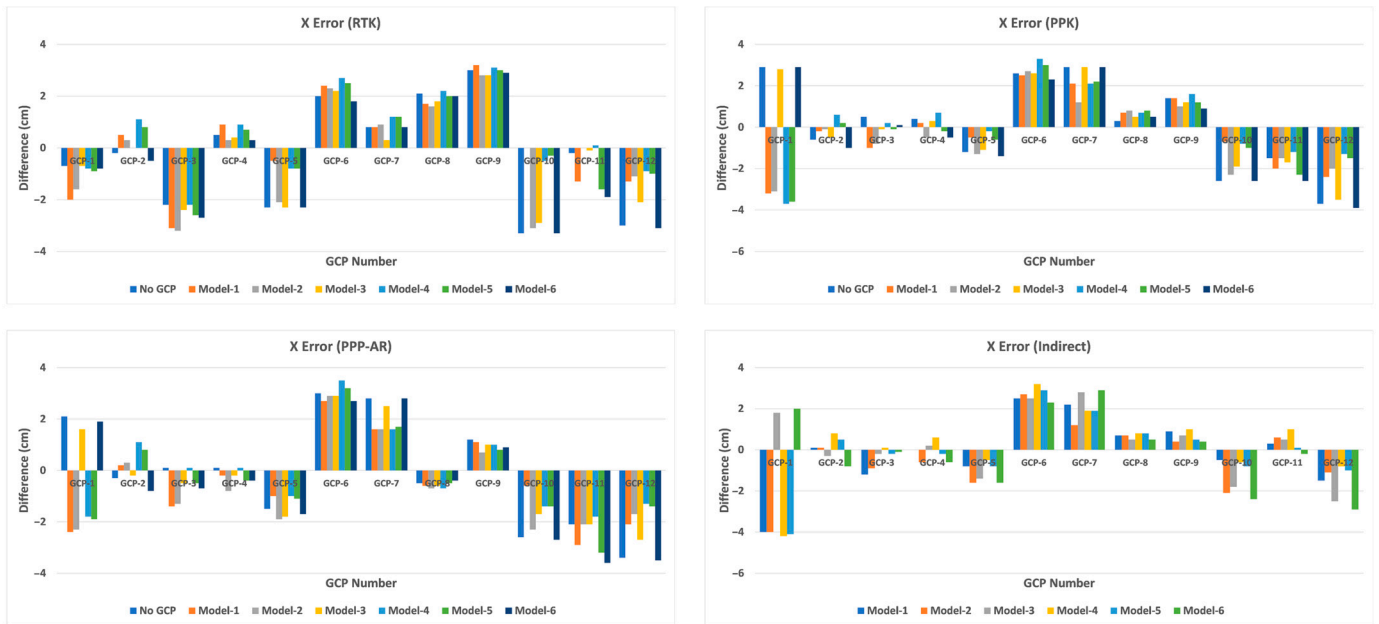 X Error (RTK)
4
2
0
−2
−4
Difference (cm)
GCP-1 GCP-2 GCP-3 GCP-4 GCP-5 GCP-6 GCP-7 GCP-8 GCP-9 GCP-10 GCP-11 GCP-12
GCP Number
No GCP Model-1 Model-2 Model-3 Model-4 Model-5 Model-6
X Error (PPK)
4
2
0
−2
−4
−6
Difference (cm)
GCP-1 GCP-2 GCP-3 GCP-4 GCP-5 GCP-6 GCP-7 GCP-8 GCP-9 GCP-10 GCP-11 GCP-12
GCP Number
No GCP Model-1 Model-2 Model-3 Model-4 Model-5 Model-6
X Error (PPP-AR)
4
2
0
−2
−4
Difference (cm)
GCP-1 GCP-2 GCP-3 GCP-4 GCP-5 GCP-6 GCP-7 GCP-8 GCP-9 GCP-10 GCP-11 GCP-12
GCP Number
No GCP Model-1 Model-2 Model-3 Model-4 Model-5 Model-6
X Error (Indirect)
4
2
0
−2
−4
−6
Difference (cm)
GCP-1 GCP-2 GCP-3 GCP-4 GCP-5 GCP-6 GCP-7 GCP-8 GCP-9 GCP-10 GCP-11 GCP-12
GCP Number
Model-1 Model-2 Model-3 Model-4 Model-5 Model-6